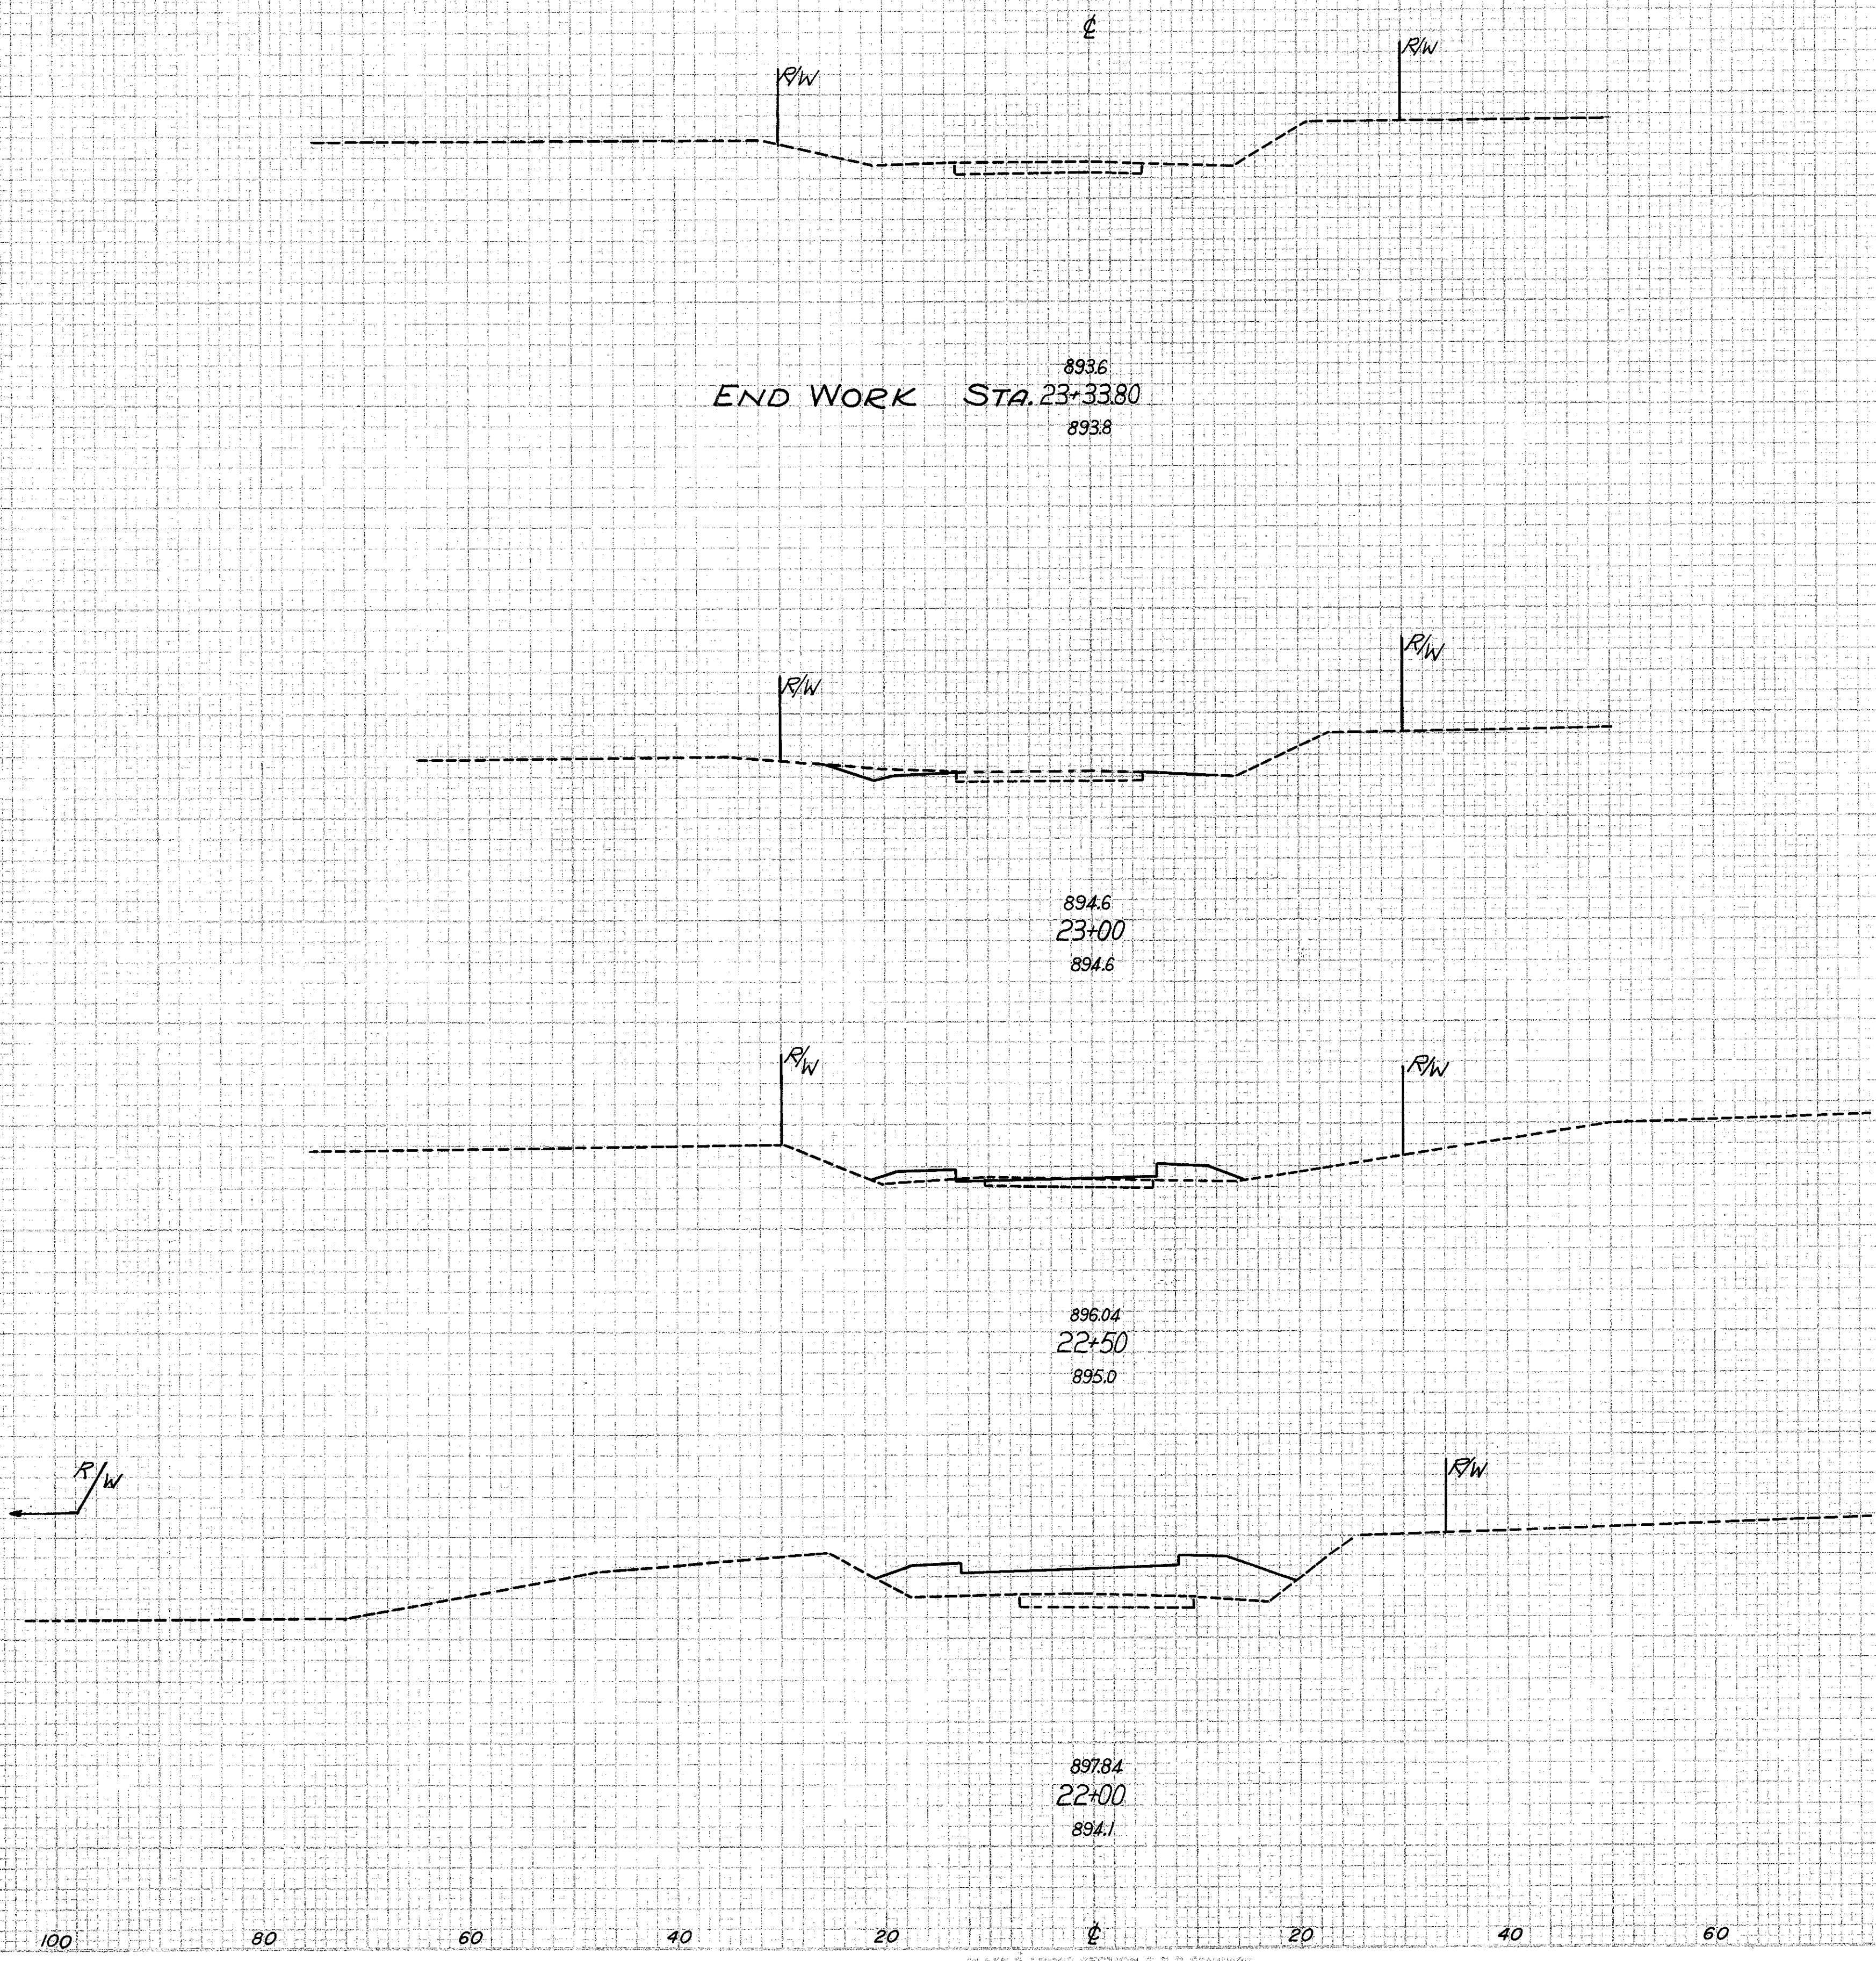 ℄
R/W
R/W
893.6
END WORK STA. 23+33.80
893.8
R/W
R/W
894.6
23+00
894.6
R/W
R/W
896.04
22+50
895.0
R/W
R/W
897.84
22+00
894.1
100 80 60 40 20 ℄ 20 40 60